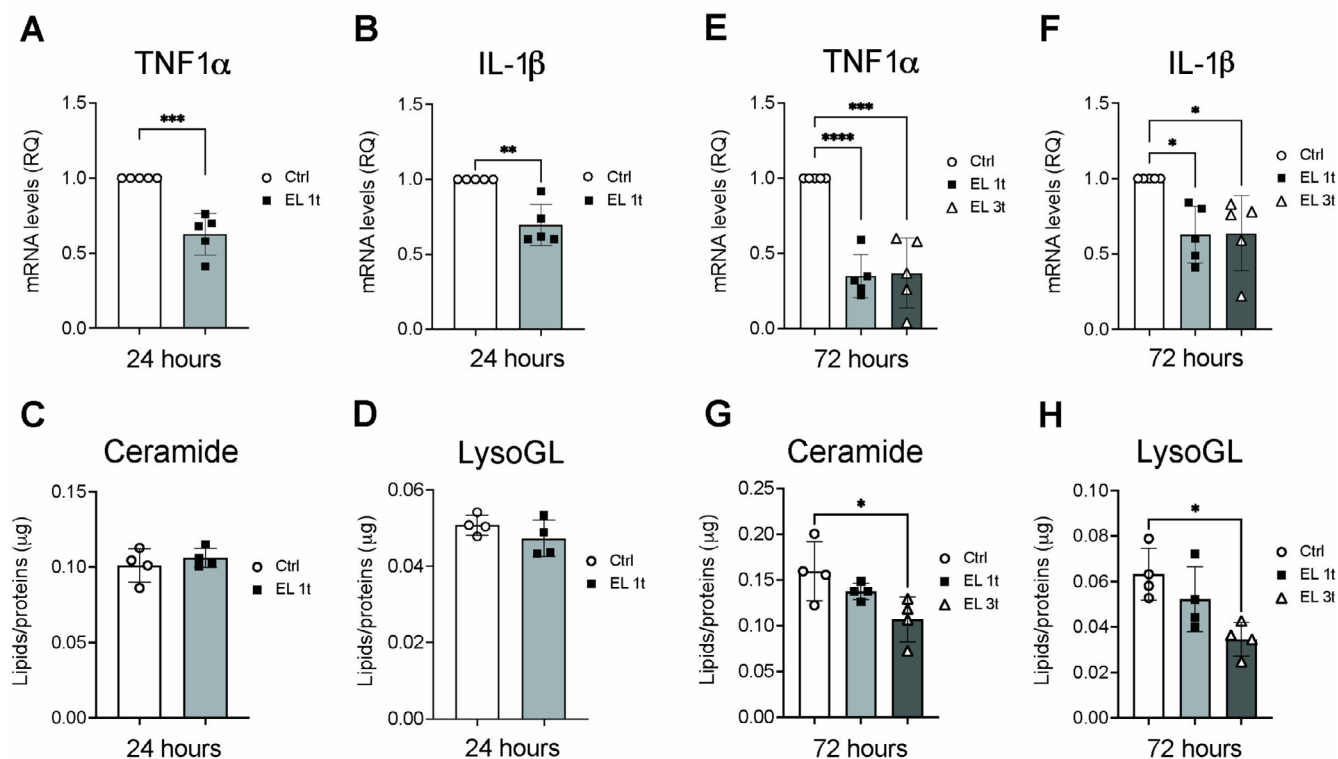 A
TNF1α
mRNA levels (RQ)
1.5
1.0
0.5
0.0
***
Ctrl
EL 1t
24 hours
B
IL-1β
mRNA levels (RQ)
1.5
1.0
0.5
0.0
**
Ctrl
EL 1t
24 hours
E
TNF1α
mRNA levels (RQ)
1.5
1.0
0.5
0.0
***
****
Ctrl
EL 1t
EL 3t
72 hours
F
IL-1β
mRNA levels (RQ)
1.5
1.0
0.5
0.0
*
*
Ctrl
EL 1t
EL 3t
72 hours
C
Ceramide
Lipids/proteins (µg)
0.15
0.10
0.05
0.00
Ctrl
EL 1t
24 hours
D
LysoGL
Lipids/proteins (µg)
0.06
0.04
0.02
0.00
Ctrl
EL 1t
24 hours
G
Ceramide
Lipids/proteins (µg)
0.25
0.20
0.15
0.10
0.05
0.00
*
Ctrl
EL 1t
EL 3t
72 hours
H
LysoGL
Lipids/proteins (µg)
0.10
0.08
0.06
0.04
0.02
0.00
*
Ctrl
EL 1t
EL 3t
72 hours